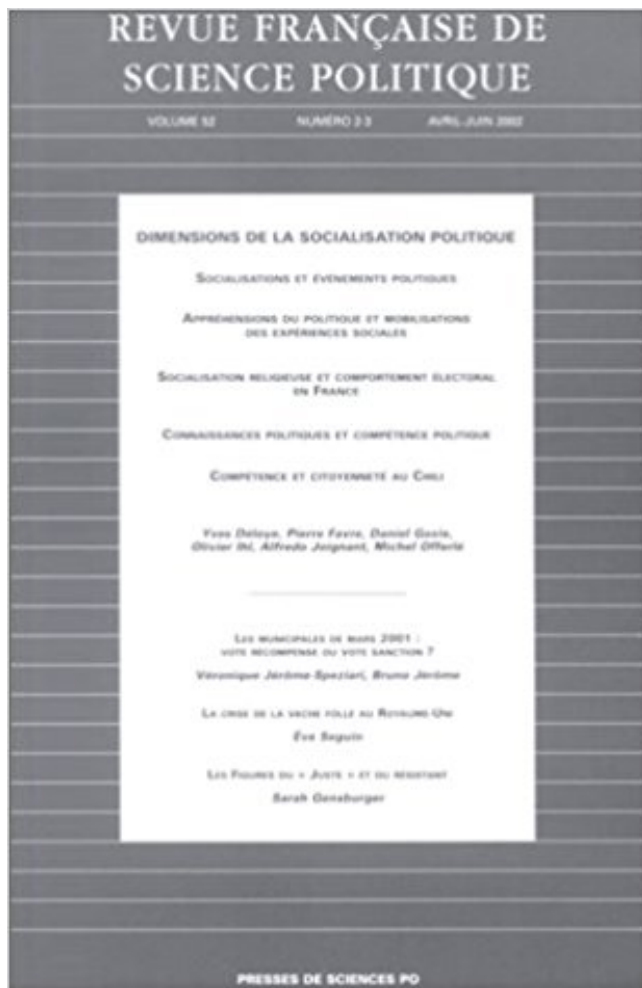 REVUE FRANÇAISE DE
SCIENCE POLITIQUE
VOLUME 52 NUMÉRO 2-3 AVRIL-JUIN 2002
DIMENSIONS DE LA SOCIALISATION POLITIQUE
SOCIALISATIONS ET ÉVÉNEMENTS POLITIQUES
APPRÉHENSIONS DU POLITIQUE ET MOBILISATIONS
DES EXPÉRIENCES SOCIALES
SOCIALISATION RELIGIEUSE ET COMPORTEMENT ÉLECTORAL
EN FRANCE
CONNAISSANCES POLITIQUES ET COMPÉTENCE POLITIQUE
COMPÉTENCE ET CITOYENNETÉ AU CHILI
Yves Déloye, Pierre Favre, Daniel Gaxie,
Olivier Ihl, Alfredo Joignant, Michel Offerlé
LES MUNICIPALES DE MARS 2001 :
VOTE RÉCOMPENSE OU VOTE SANCTION ?
Véronique Jérôme-Speziari, Bruno Jérôme
LA CRISE DE LA VACHE FOLLE AU ROYAUME-UNI
Ève Seguin
LES FIGURES DU « JUSTE » ET DU RÉSISTANT
Sarah Gensburger
PRESSES DE SCIENCES PO